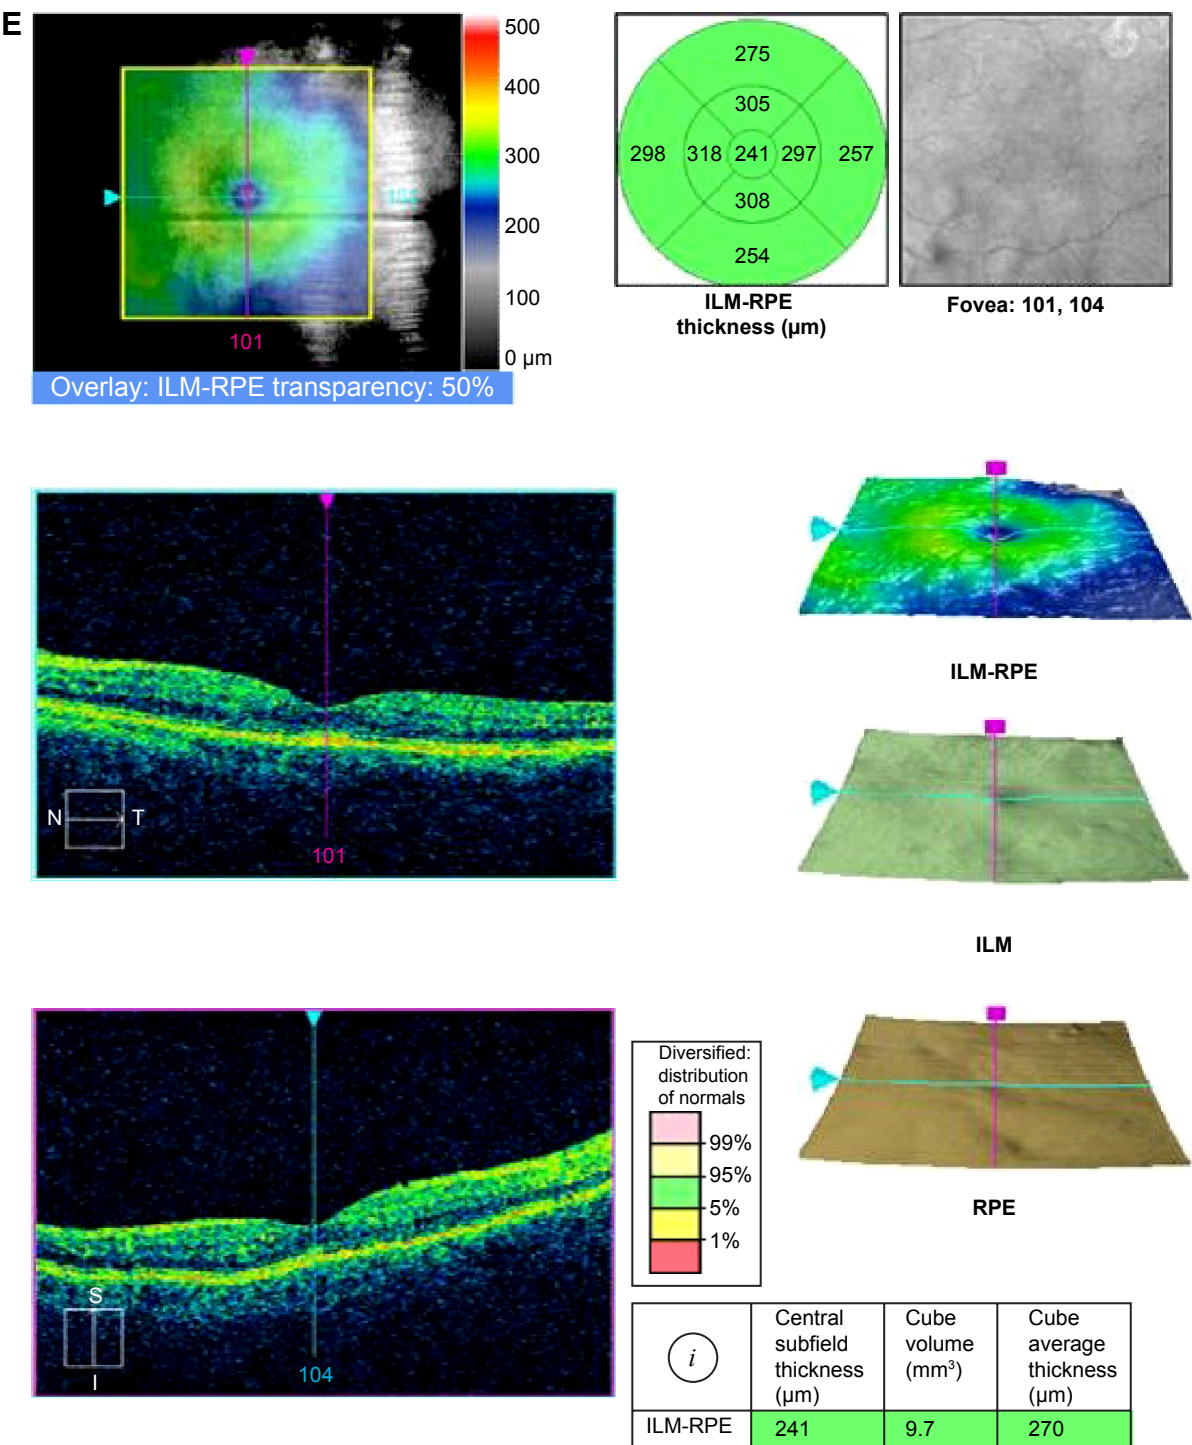 E
500
400
300
200
100
0 µm
101
101
Overlay: ILM-RPE transparency: 50%
275
305
298 318 241 297 257
308
254
ILM-RPE
thickness (µm)
Fovea: 101, 104
N T
101
ILM-RPE
ILM
RPE
S
I
104
Diversified:
distribution
of normals
99%
95%
5%
1%
i
Central
subfield
thickness
(µm)
Cube
volume
(mm³)
Cube
average
thickness
(µm)
ILM-RPE 241 9.7 270